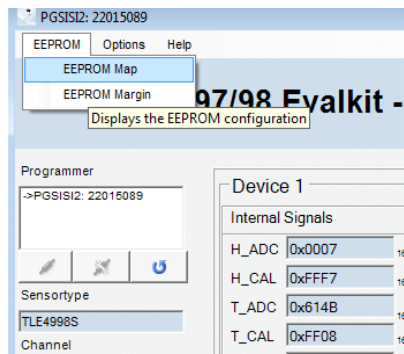 PGSISI2: 22015089
EEPROM Options Help
EEPROM Map
EEPROM Margin
97/98 Evalkit -
Displays the EEPROM configuration
Programmer
->PGSISI2: 22015089
Device 1
Internal Signals
H_ADC 0x0007
H_CAL 0xFFF7
Sensortype
T_ADC 0x614B
TLE4998S
T_CAL 0xFF08
Channel